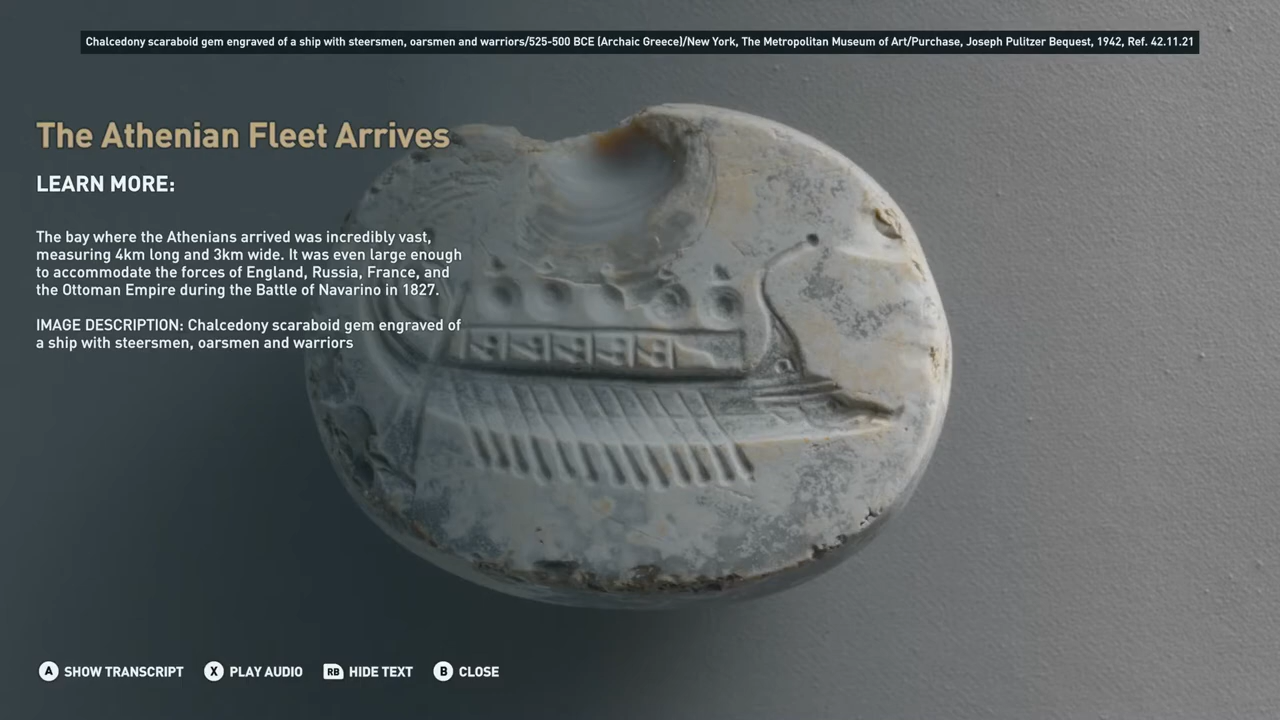 Chalcedony scaraboid gem engraved of a ship with steersmen, oarsmen and warriors/525-500 BCE (Archaic Greece)/New York, The Metropolitan Museum of Art/Purchase, Joseph Pulitzer Bequest, 1942, Ref. 42.11.21
The Athenian Fleet Arrives
LEARN MORE:
The bay where the Athenians arrived was incredibly vast,
measuring 4km long and 3km wide. It was even large enough
to accommodate the forces of England, Russia, France, and
the Ottoman Empire during the Battle of Navarino in 1827.
IMAGE DESCRIPTION: Chalcedony scaraboid gem engraved of
a ship with steersmen, oarsmen and warriors
A SHOW TRANSCRIPT X PLAY AUDIO RB HIDE TEXT B CLOSE